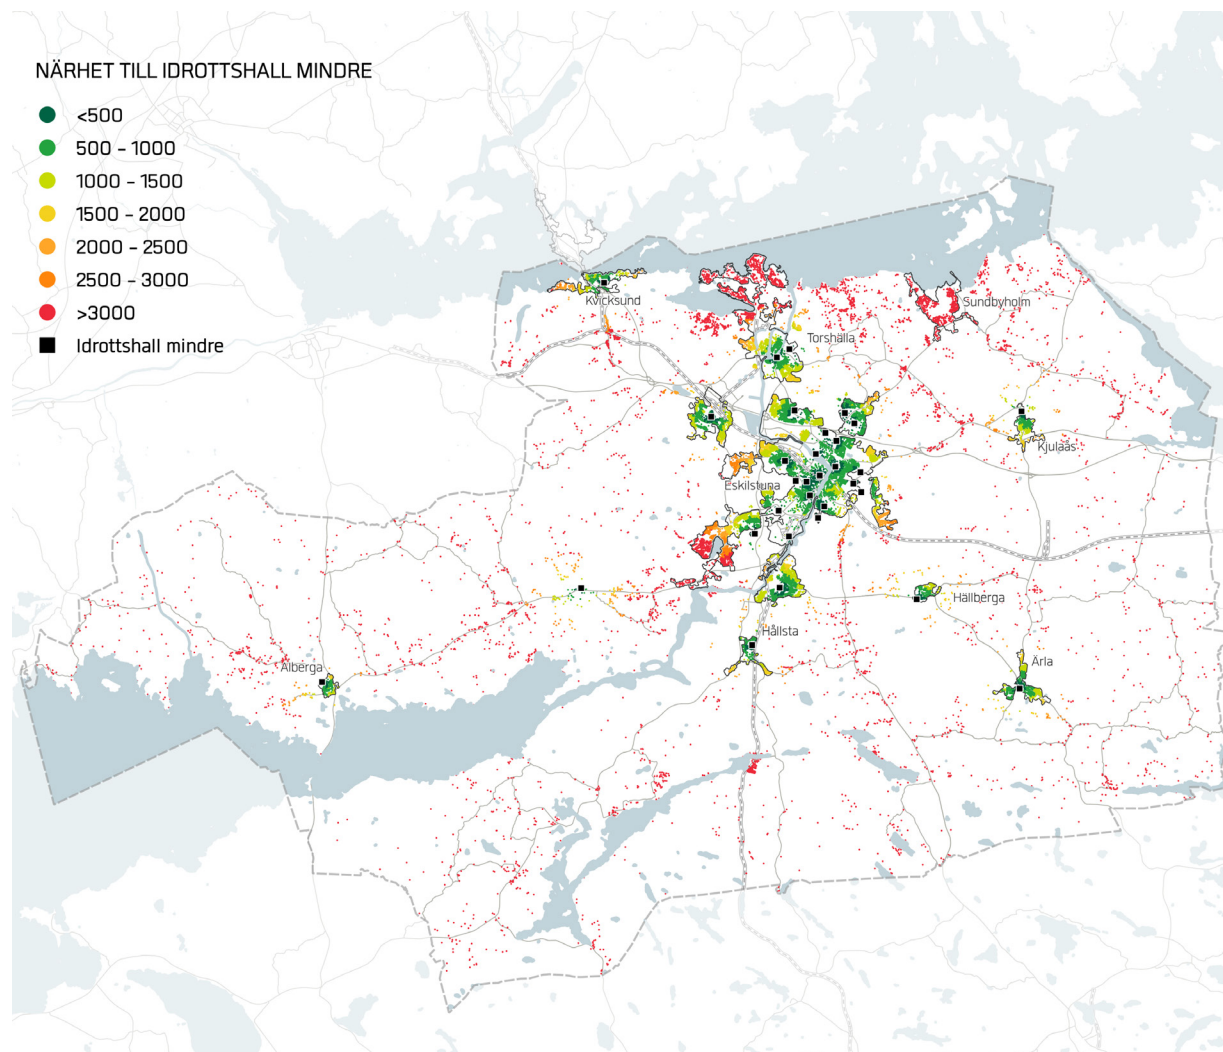 NÄRHET TILL IDROTTSHALL MINDRE
<500
500 – 1000
1000 – 1500
1500 – 2000
2000 – 2500
2500 – 3000
>3000
Idrottshall mindre
Kvicksund
Sundbyholm
Torshälla
Kjulaås
Eskilstuna
Hällberga
Hållsta
Ärla
Alberga